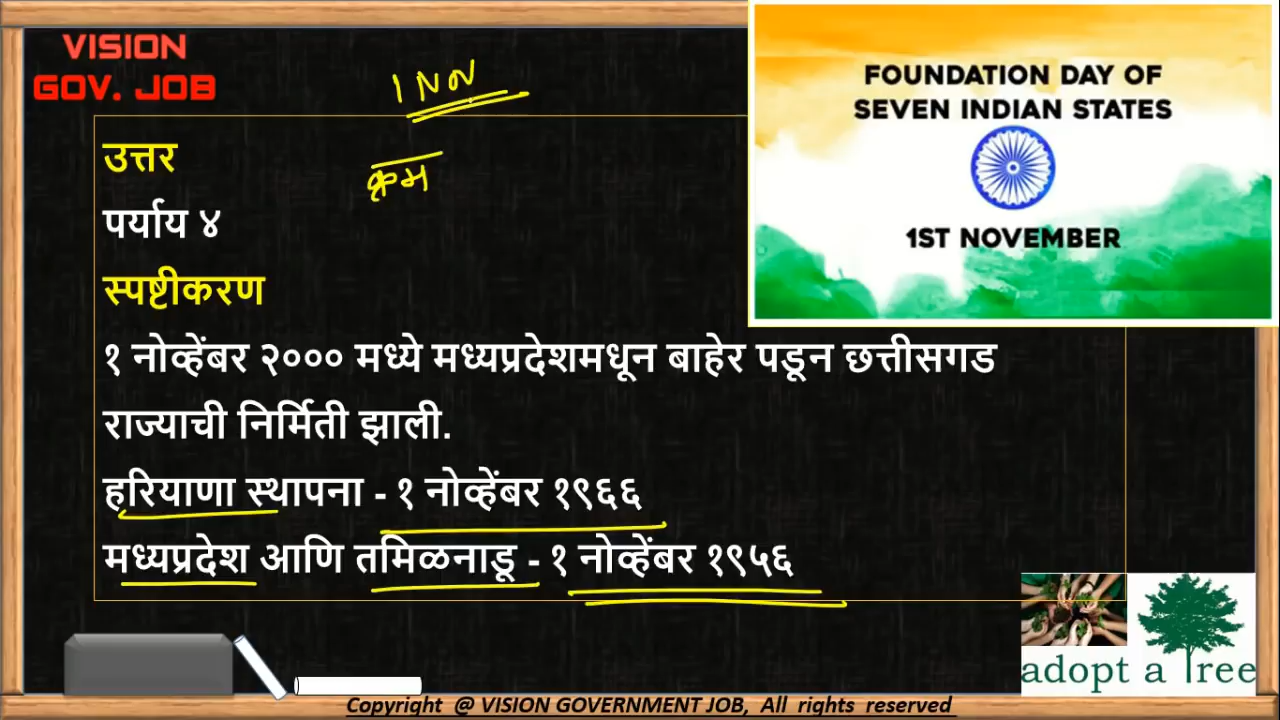 VISION
GOV. JOB
1 Nov
क्रम
FOUNDATION DAY OF
SEVEN INDIAN STATES
1ST NOVEMBER
उत्तर
पर्याय ४
स्पष्टीकरण
१ नोव्हेंबर २००० मध्ये मध्यप्रदेशमधून बाहेर पडून छत्तीसगड
राज्याची निर्मिती झाली.
हरियाणा स्थापना - १ नोव्हेंबर १९६६
मध्यप्रदेश आणि तमिळनाडू - १ नोव्हेंबर १९५६
adopt a Tree
Copyright @ VISION GOVERNMENT JOB, All rights reserved